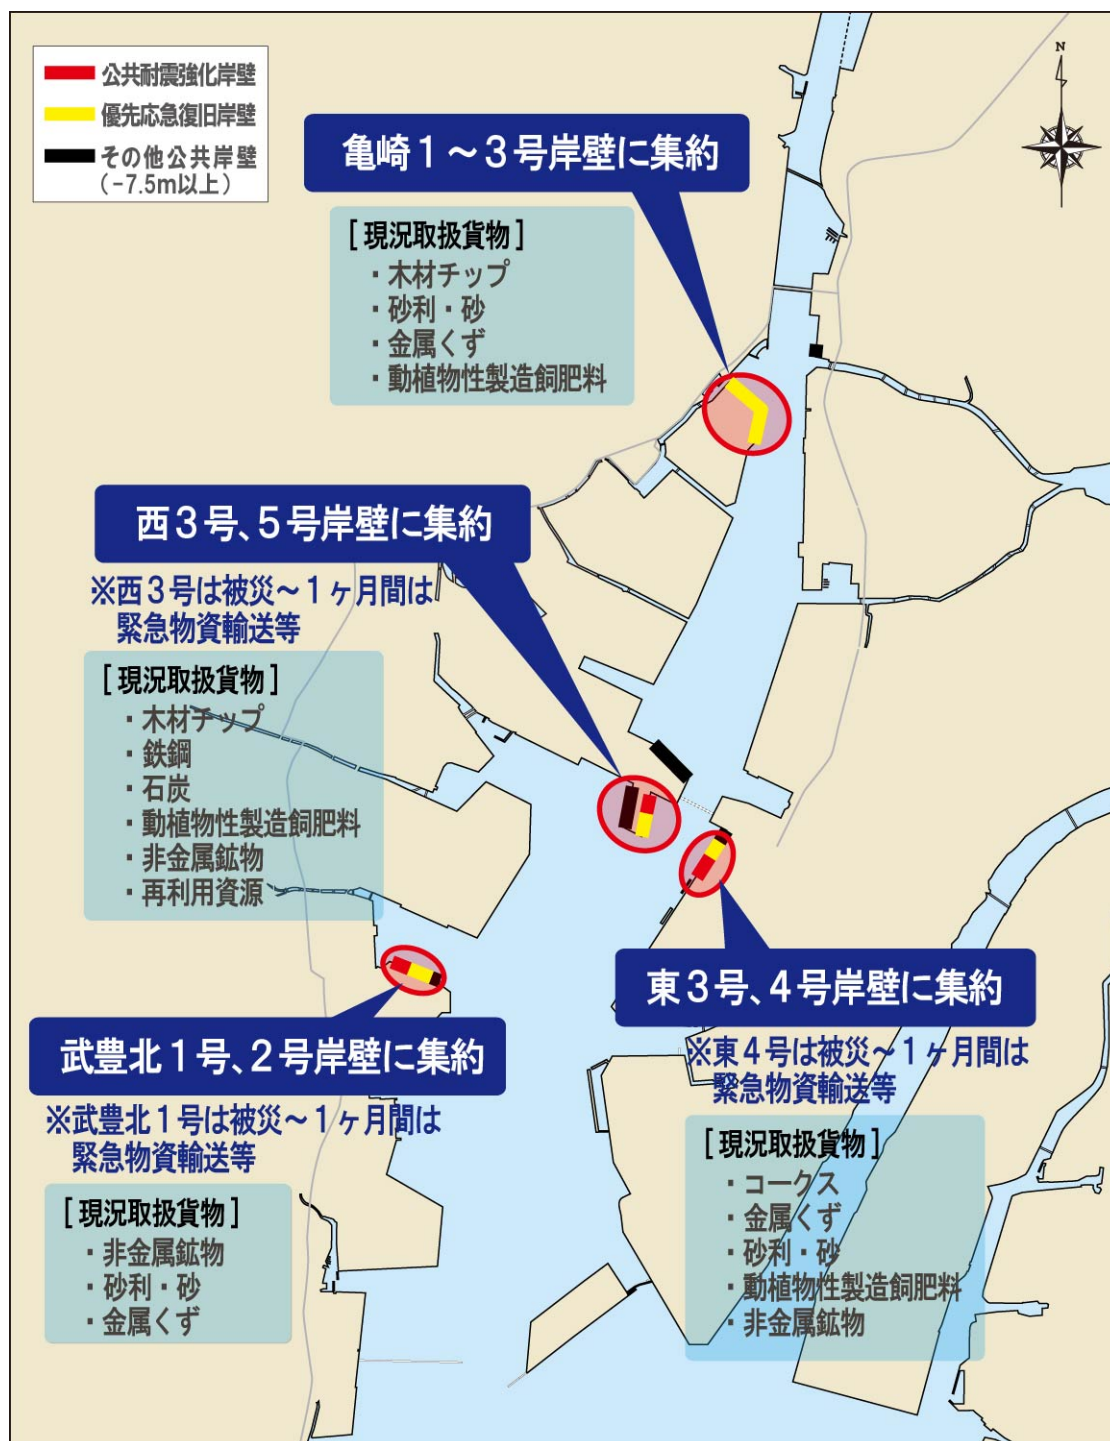 公共耐震強化岸壁
優先応急復旧岸壁
その他公共岸壁
(-7.5m以上)
N
亀崎1~3号岸壁に集約
[現況取扱貨物]
・木材チップ
・砂利・砂
・金属くず
・動植物性製造飼肥料
西3号、5号岸壁に集約
※西3号は被災~1ヶ月間は
緊急物資輸送等
[現況取扱貨物]
・木材チップ
・鉄鋼
・石炭
・動植物性製造飼肥料
・非金属鉱物
・再利用資源
武豊北1号、2号岸壁に集約
※武豊北1号は被災~1ヶ月間は
緊急物資輸送等
[現況取扱貨物]
・非金属鉱物
・砂利・砂
・金属くず
東3号、4号岸壁に集約
※東4号は被災~1ヶ月間は
緊急物資輸送等
[現況取扱貨物]
・コークス
・金属くず
・砂利・砂
・動植物性製造飼肥料
・非金属鉱物